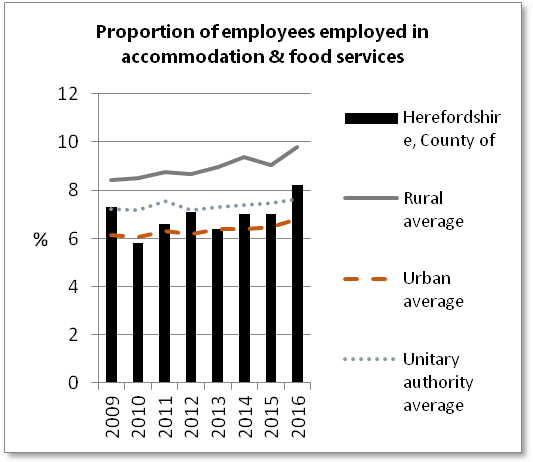 Proportion of employees employed in
accommodation & food services
12
10
8
6
4
2
0
%
2009
2010
2011
2012
2013
2014
2015
2016
Herefordshir
e, County of
Rural
average
Urban
average
Unitary
authority
average